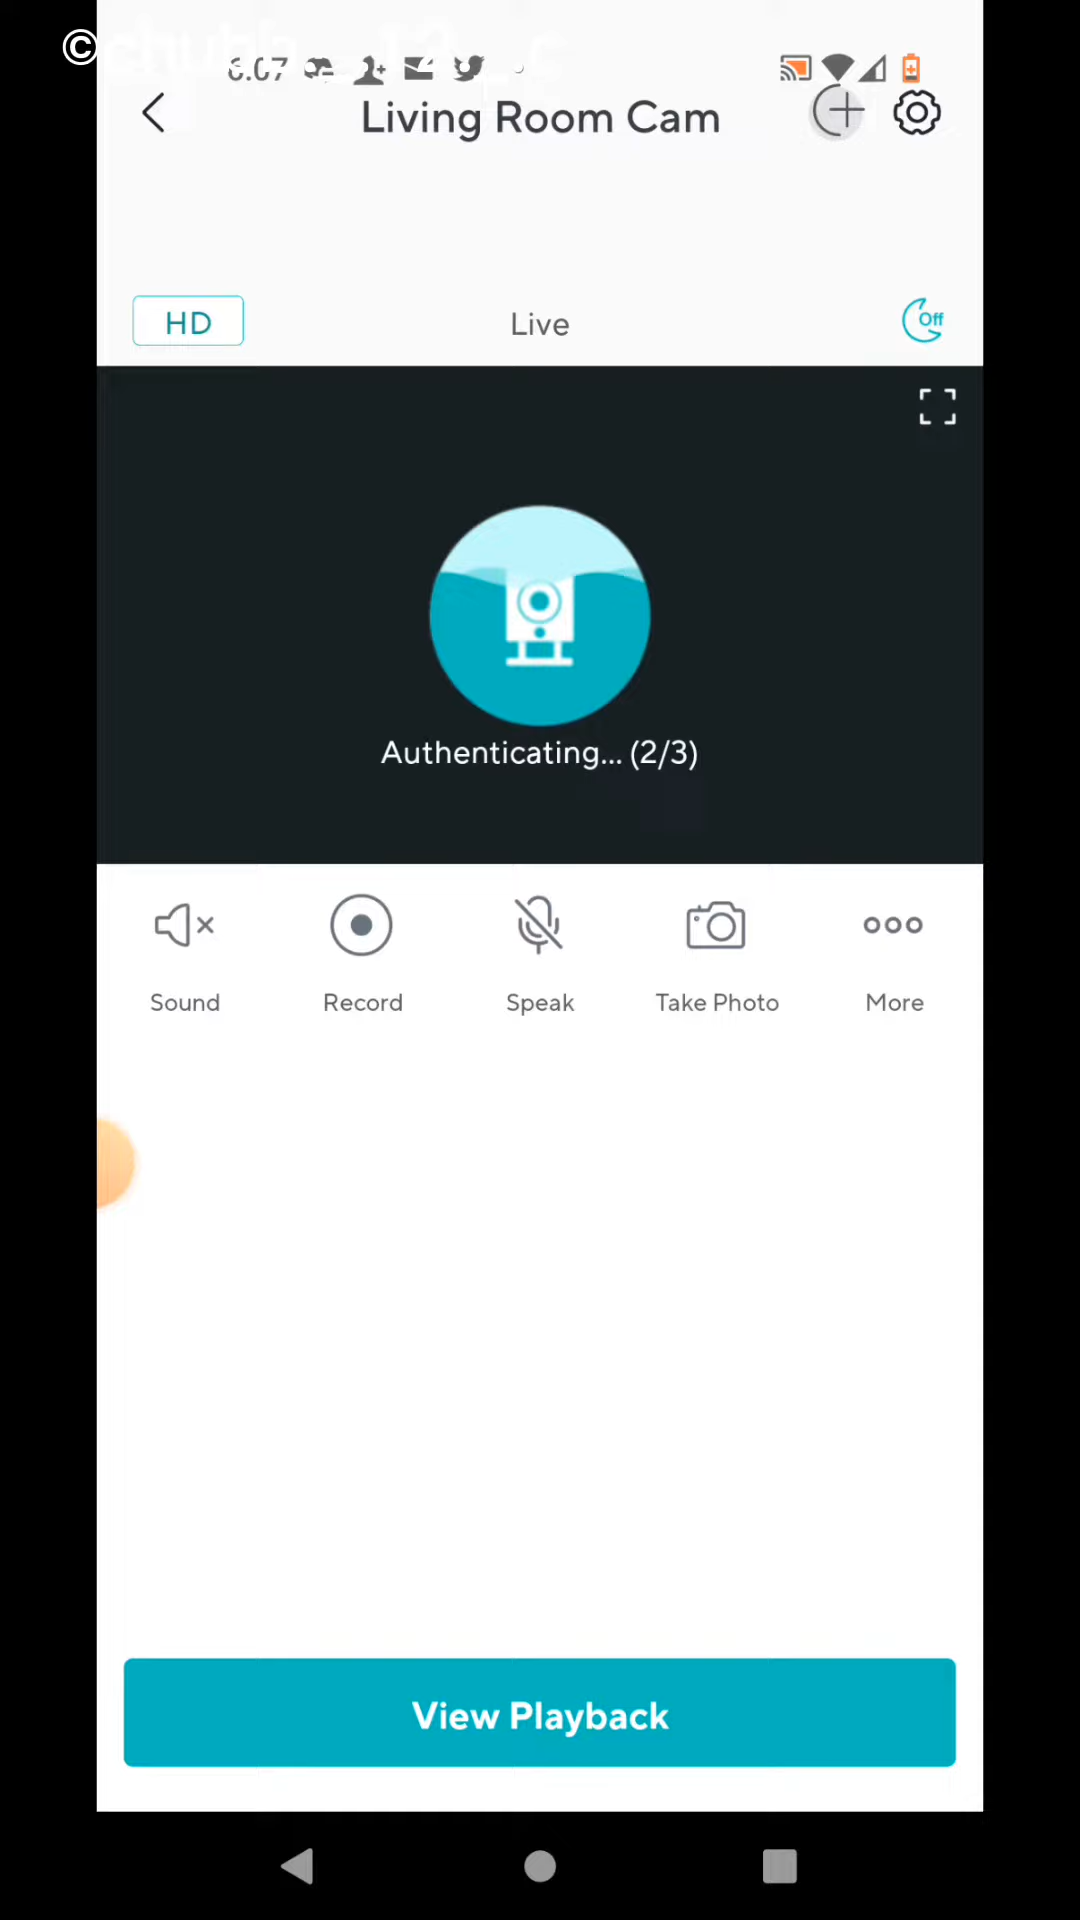 ©
Living Room Cam
HD
Live
Off
Authenticating... (2/3)
Sound
Record
Speak
Take Photo
More
View Playback